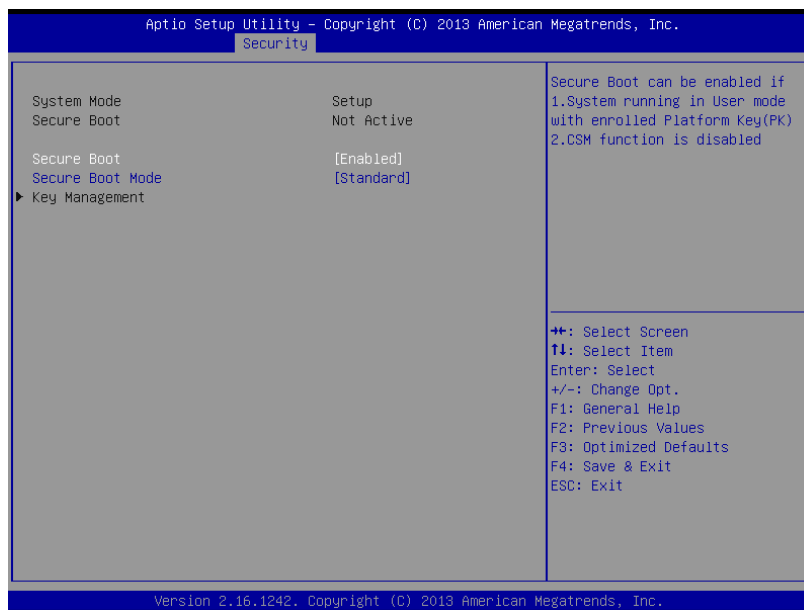 Aptio Setup Utility – Copyright (C) 2013 American Megatrends, Inc.
Security
System Mode Setup
Secure Boot Not Active
Secure Boot [Enabled]
Secure Boot Mode [Standard]
Key Management
Secure Boot can be enabled if
1.System running in User mode
with enrolled Platform Key(PK)
2.CSM function is disabled
→←: Select Screen
↑↓: Select Item
Enter: Select
+/-: Change Opt.
F1: General Help
F2: Previous Values
F3: Optimized Defaults
F4: Save & Exit
ESC: Exit
Version 2.16.1242. Copyright (C) 2013 American Megatrends, Inc.